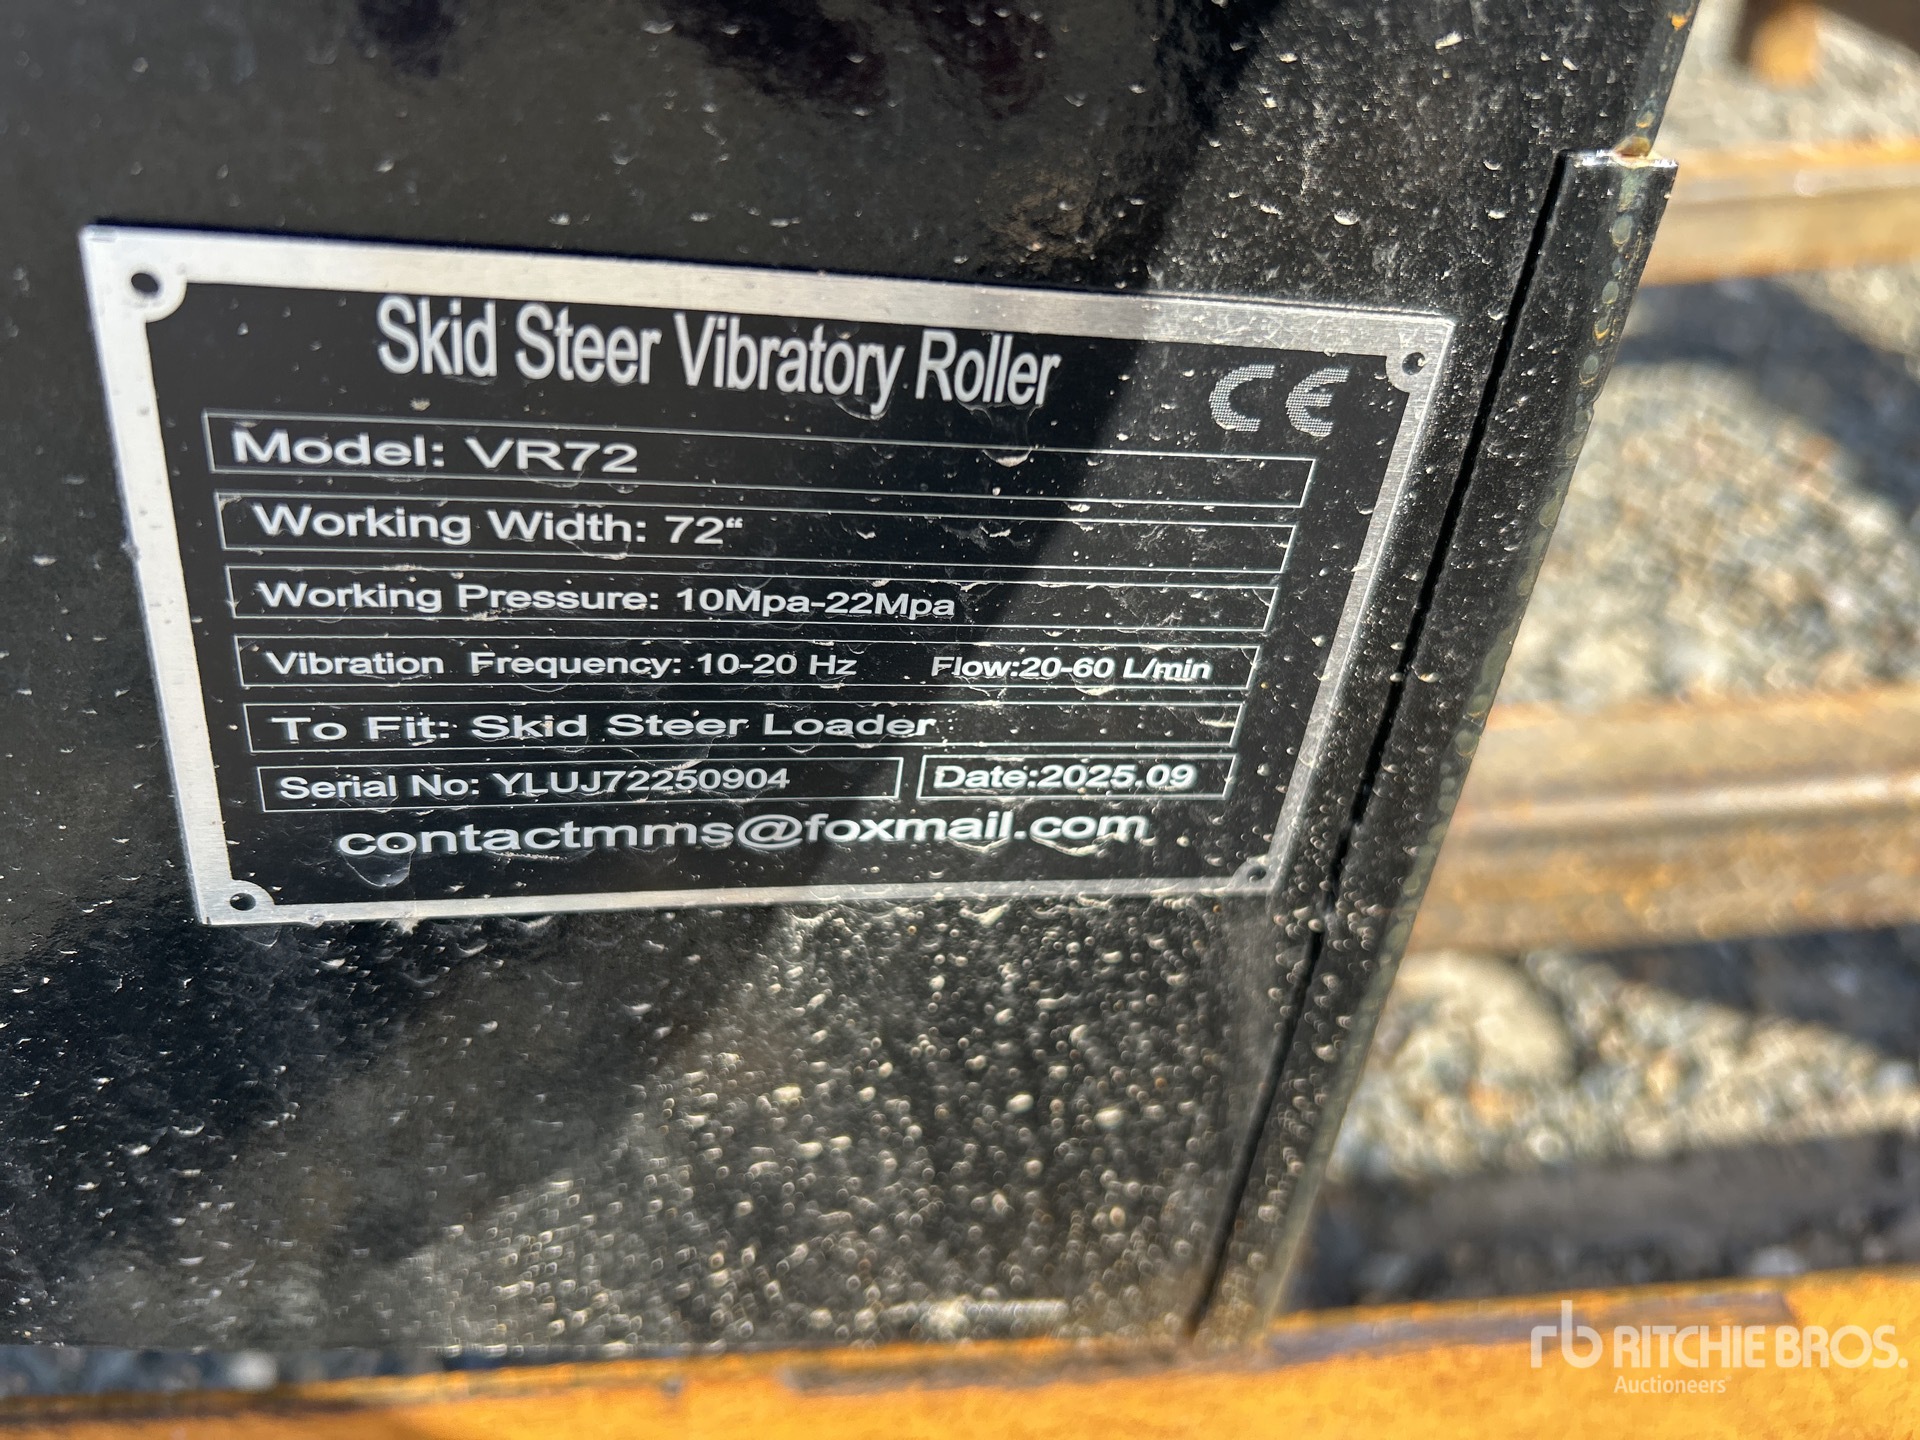 Skid Steer Vibratory Roller
CE
Model: VR72
Working Width: 72“
Working Pressure: 10Mpa-22Mpa
Vibration Frequency: 10-20 Hz Flow:20-60 L/min
To Fit: Skid Steer Loader
Serial No: YLUJ72250904 Date:2025.09
contactmms@foxmail.com
rb RITCHIE BROS.
Auctioneers